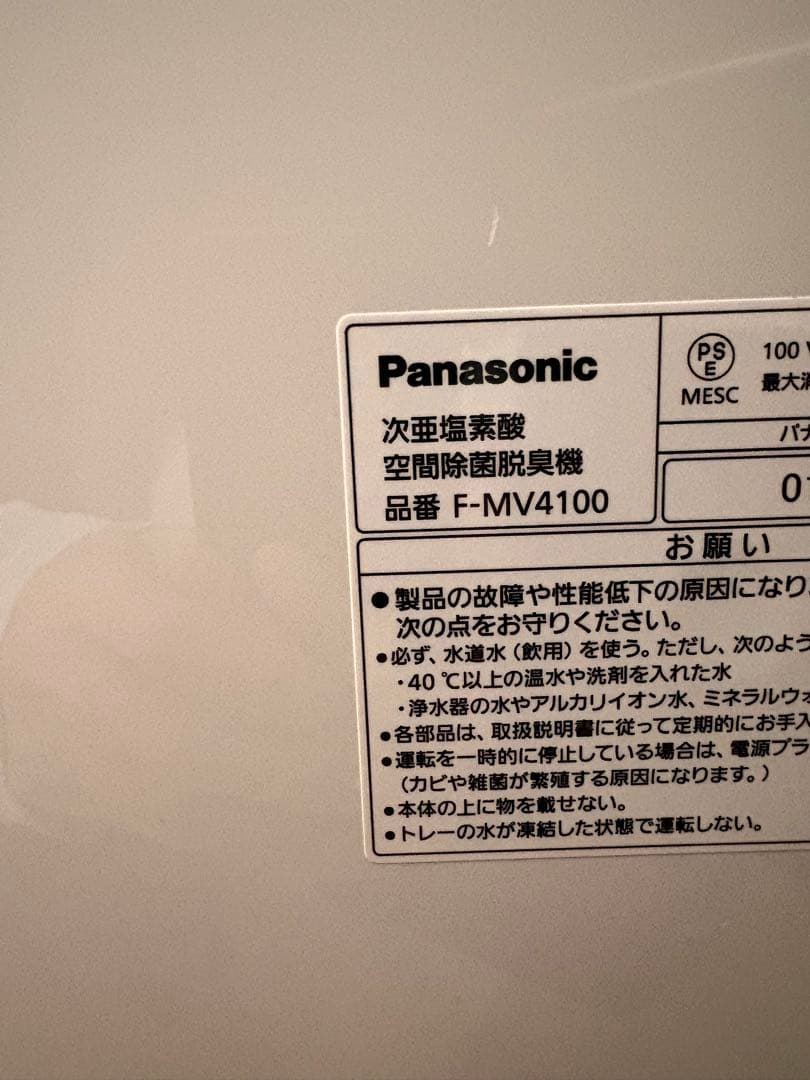 Panasonic
次亜塩素酸
空間除菌脱臭機
品番 F-MV4100
PS
E
MESC
100
最大消
パナ
0
お願い
●製品の故障や性能低下の原因になり、
次の点をお守りください。
●必ず、水道水(飲用)を使う。ただし、次のよう
・40℃以上の温水や洗剤を入れた水
・浄水器の水やアルカリイオン水、ミネラルウォ
●各部品は、取扱説明書に従って定期的にお手入
●運転を一時的に停止している場合は、電源プラ
(カビや雑菌が繁殖する原因になります。)
●本体の上に物を載せない。
●トレーの水が凍結した状態で運転しない。